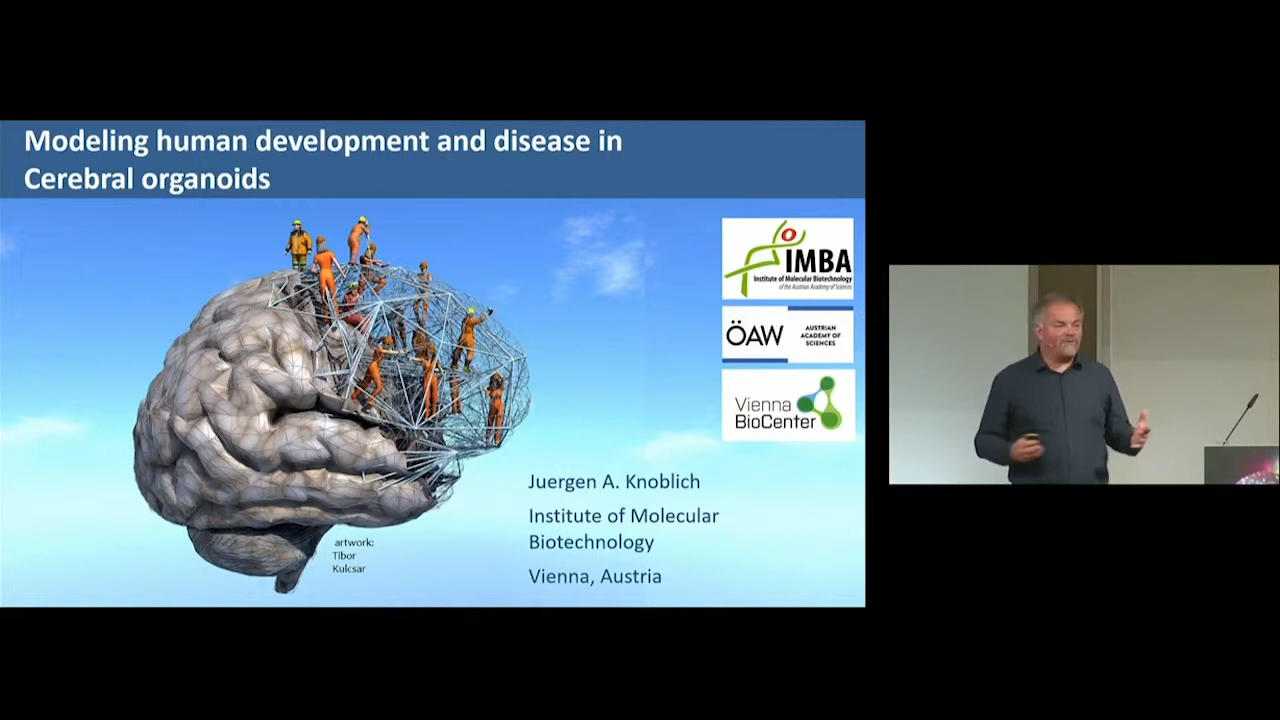 Modeling human development and disease in
Cerebral organoids
IMBA
Institute of Molecular Biotechnology
of the Austrian Academy of Sciences
ÖAW
AUSTRIAN
ACADEMY OF
SCIENCES
Vienna
BioCenter
Juergen A. Knoblich
Institute of Molecular
Biotechnology
Vienna, Austria
artwork:
Tibor
Kulcsar